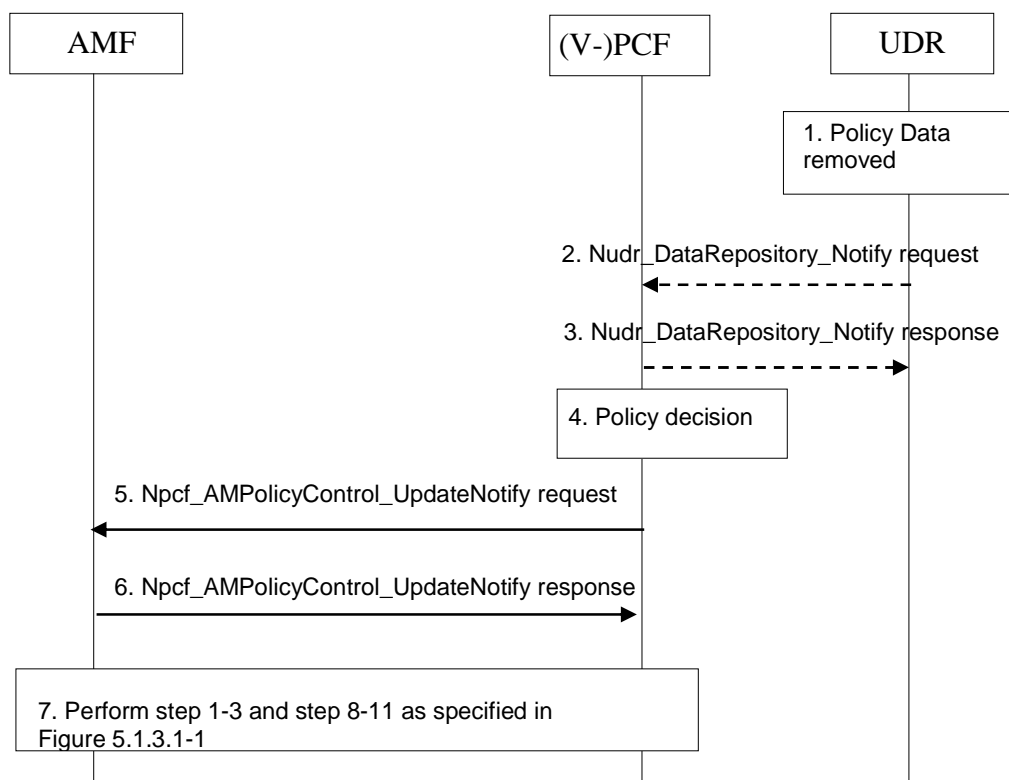 AMF
(V-)PCF
UDR
1. Policy Data
removed
2. Nudr_DataRepository_Notify request
3. Nudr_DataRepository_Notify response
4. Policy decision
5. Npcf_AMPolicyControl_UpdateNotify request
6. Npcf_AMPolicyControl_UpdateNotify response
7. Perform step 1-3 and step 8-11 as specified in
Figure 5.1.3.1-1